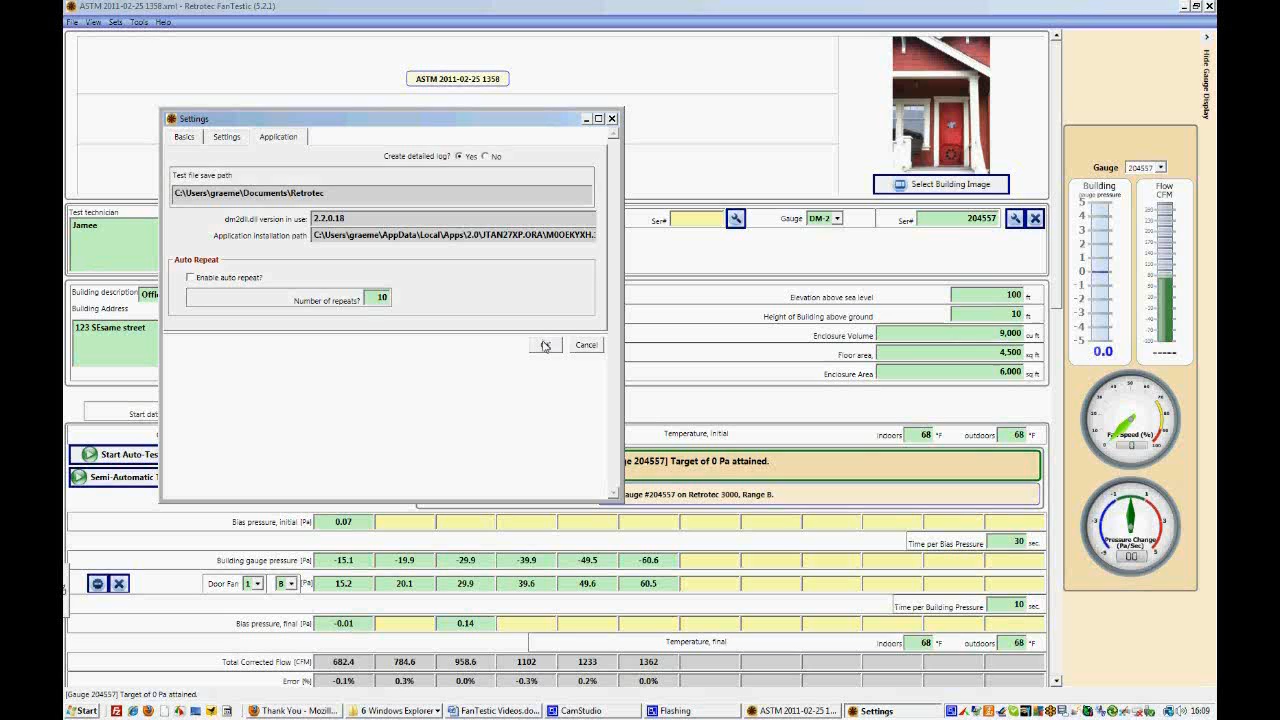 ASTM 2011-02-25 1358.xml - Retrotec FanTestic (5.2.1)
File View Sets Tools Help
ASTM 2011-02-25 1358
Select Building Image
Hide Gauge Display
Settings
Basics Settings Application
Create detailed log? Yes No
Test file save path
C:\Users\graeme\Documents\Retrotec
dm2dll.dll version in use: 2.2.0.18
Application Installation path C:\Users\graeme\AppData\Local\Apps\2.0\JTAN27XP.ORA\M0OEKYXH.
Auto Repeat
Enable auto repeat?
Number of repeats? 10
Cancel
Test technician
Jamee
Ser# Gauge DM-2 Ser# 204557
Building description Offi
Building Address
123 SEsame street
Elevation above sea level 100 ft
Height of Building above ground 10 ft
Enclosure Volume 9,000 cu ft
Floor area, 4,500 sq ft
Enclosure Area 6,000 sq ft
Start dat
Temperature, initial indoors 68 °F outdoors 68 °F
Start Auto-Tes
Semi-Automatic T
ge 204557] Target of 0 Pa attained.
auge #204557 on Retrotec 3000, Range B.
Bias pressure, initial [Pa] 0.07
Time per Bias Pressure 30 sec.
Building gauge pressure [Pa] -15.1 -19.9 -29.9 -39.9 -49.5 -60.6
Door Fan 1 B [Pa] 15.2 20.1 29.9 39.6 49.6 60.5
Time per Building Pressure 10 sec.
Bias pressure, final [Pa] -0.01 0.14
Temperature, final indoors 68 °F outdoors 68 °F
Total Corrected Flow [CFM] 682.4 784.6 958.6 1102 1233 1362
Error [%] -0.1% 0.3% 0.0% -0.3% 0.2% 0.0%
[Gauge 204557] Target of 0 Pa attained.
Gauge 204557
Building gauge pressure
5 4 3 2 1 0 -1 -2 -3 -4 -5
0.0
Flow CFM
-----
Fan Speed (%)
0
Pressure Change (Pa/Sec)
00
Start Thank You - Mozill... 6 Windows Explorer FanTestic Videos.do... CamStudio Flashing ASTM 2011-02-25 1... Settings 16:09